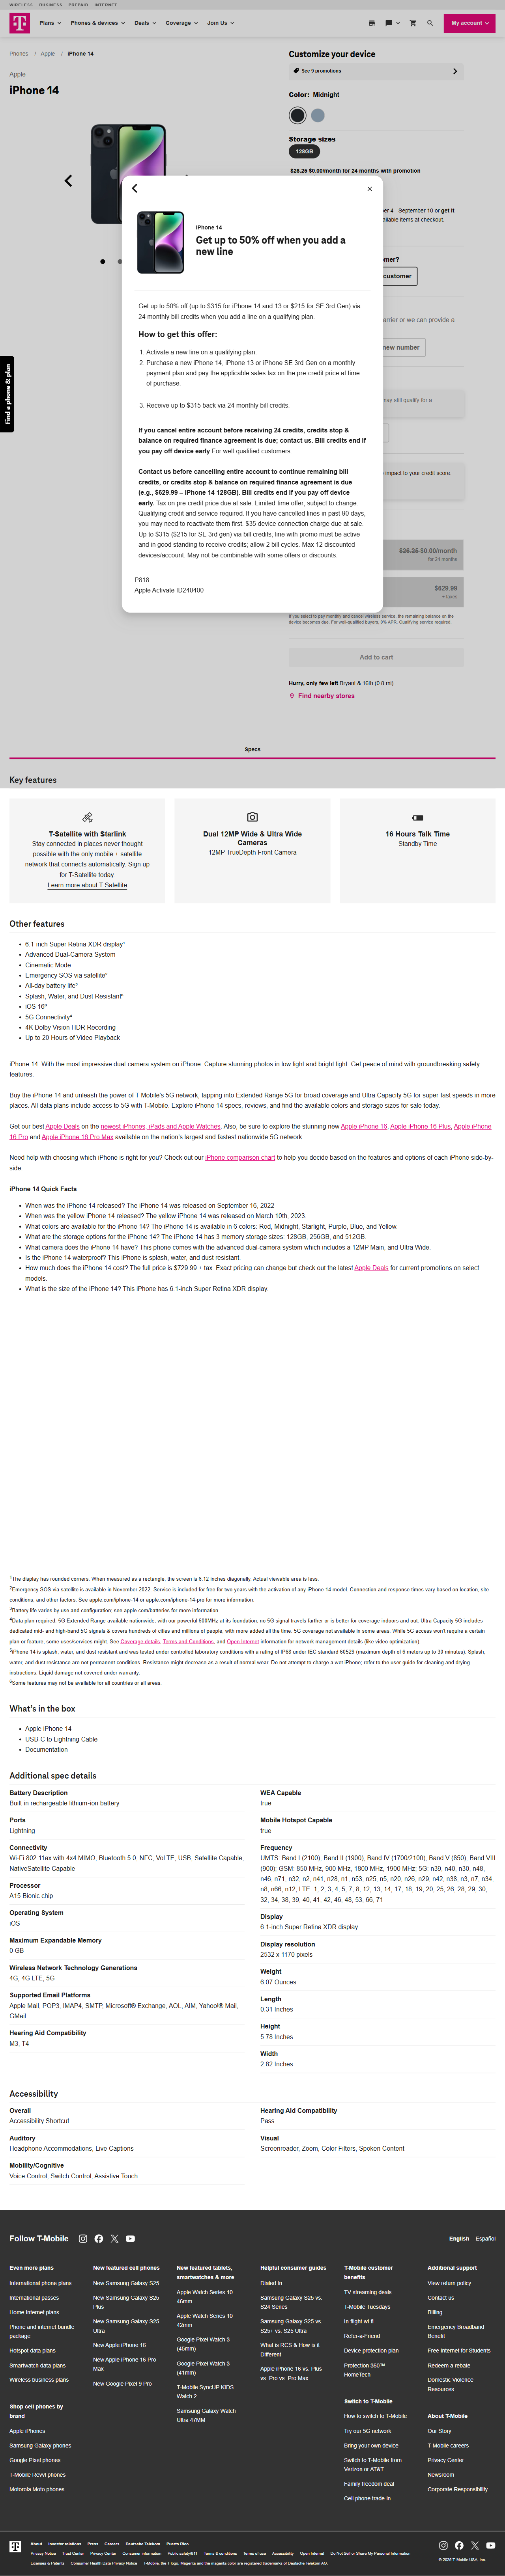 WIRELESS BUSINESS PREPAID INTERNET
T Plans Phones & devices Deals Coverage Join Us My account
Phones / Apple / iPhone 14
Apple
iPhone 14
Customize your device
See 9 promotions
Color: Midnight
Storage sizes
128GB
$26.25 $0.00/month for 24 months with promotion
er 4 - September 10 or get it
ailable items at checkout.
omer?
customer
arrier or we can provide a
new number
may still qualify for a
impact to your credit score.
$26.25 $0.00/month
for 24 months
$629.99
+ taxes
If you select to pay monthly and cancel wireless service, the remaining balance on the
device becomes due. For well-qualified buyers. 0% APR. Qualifying service required.
Add to cart
Hurry, only few left Bryant & 16th (0.8 mi)
Find nearby stores
Find a phone & plan
iPhone 14
Get up to 50% off when you add a
new line
Get up to 50% off (up to $315 for iPhone 14 and 13 or $215 for SE 3rd Gen) via
24 monthly bill credits when you add a line on a qualifying plan.
How to get this offer:
1. Activate a new line on a qualifying plan.
2. Purchase a new iPhone 14, iPhone 13 or iPhone SE 3rd Gen on a monthly
payment plan and pay the applicable sales tax on the pre-credit price at time
of purchase.
3. Receive up to $315 back via 24 monthly bill credits.
If you cancel entire account before receiving 24 credits, credits stop &
balance on required finance agreement is due; contact us. Bill credits end if
you pay off device early For well-qualified customers.
Contact us before cancelling entire account to continue remaining bill
credits, or credits stop & balance on required finance agreement is due
(e.g., $629.99 – iPhone 14 128GB). Bill credits end if you pay off device
early. Tax on pre-credit price due at sale. Limited-time offer; subject to change.
Qualifying credit and service required. If you have cancelled lines in past 90 days,
you may need to reactivate them first. $35 device connection charge due at sale.
Up to $315 ($215 for SE 3rd gen) via bill credits; line with promo must be active
and in good standing to receive credits; allow 2 bill cycles. Max 12 discounted
devices/account. May not be combinable with some offers or discounts.
P818
Apple Activate ID240400
Specs
Key features
T-Satellite with Starlink
Stay connected in places never thought
possible with the only mobile + satellite
network that connects automatically. Sign up
for T-Satellite today.
Learn more about T-Satellite
Dual 12MP Wide & Ultra Wide
Cameras
12MP TrueDepth Front Camera
16 Hours Talk Time
Standby Time
Other features
• 6.1-inch Super Retina XDR display¹
• Advanced Dual-Camera System
• Cinematic Mode
• Emergency SOS via satellite²
• All-day battery life³
• Splash, Water, and Dust Resistant⁵
• iOS 16⁶
• 5G Connectivity⁴
• 4K Dolby Vision HDR Recording
• Up to 20 Hours of Video Playback
iPhone 14. With the most impressive dual-camera system on iPhone. Capture stunning photos in low light and bright light. Get peace of mind with groundbreaking safety
features.
Buy the iPhone 14 and unleash the power of T-Mobile's 5G network, tapping into Extended Range 5G for broad coverage and Ultra Capacity 5G for super-fast speeds in more
places. All data plans include access to 5G with T-Mobile. Explore iPhone 14 specs, reviews, and find the available colors and storage sizes for sale today.
Get our best Apple Deals on the newest iPhones, iPads and Apple Watches. Also, be sure to explore the stunning new Apple iPhone 16, Apple iPhone 16 Plus, Apple iPhone
16 Pro and Apple iPhone 16 Pro Max available on the nation's largest and fastest nationwide 5G network.
Need help with choosing which iPhone is right for you? Check out our iPhone comparison chart to help you decide based on the features and options of each iPhone side-by-
side.
iPhone 14 Quick Facts
• When was the iPhone 14 released? The iPhone 14 was released on September 16, 2022
• When was the yellow iPhone 14 released? The yellow iPhone 14 was released on March 10th, 2023.
• What colors are available for the iPhone 14? The iPhone 14 is available in 6 colors: Red, Midnight, Starlight, Purple, Blue, and Yellow.
• What are the storage options for the iPhone 14? The iPhone 14 has 3 memory storage sizes: 128GB, 256GB, and 512GB.
• What camera does the iPhone 14 have? This phone comes with the advanced dual-camera system which includes a 12MP Main, and Ultra Wide.
• Is the iPhone 14 waterproof? This iPhone is splash, water, and dust resistant.
• How much does the iPhone 14 cost? The full price is $729.99 + tax. Exact pricing can change but check out the latest Apple Deals for current promotions on select
models.
• What is the size of the iPhone 14? This iPhone has 6.1-inch Super Retina XDR display.
¹The display has rounded corners. When measured as a rectangle, the screen is 6.12 inches diagonally. Actual viewable area is less.
²Emergency SOS via satellite is available in November 2022. Service is included for free for two years with the activation of any iPhone 14 model. Connection and response times vary based on location, site
conditions, and other factors. See apple.com/iphone-14 or apple.com/iphone-14-pro for more information.
³Battery life varies by use and configuration; see apple.com/batteries for more information.
⁴Data plan required. 5G Extended Range available nationwide; with our powerful 600MHz at its foundation, no 5G signal travels farther or is better for coverage indoors and out. Ultra Capacity 5G includes
dedicated mid- and high-band 5G signals & covers hundreds of cities and millions of people, with more added all the time. 5G coverage not available in some areas. While 5G access won't require a certain
plan or feature, some uses/services might. See Coverage details, Terms and Conditions, and Open Internet information for network management details (like video optimization).
⁵iPhone 14 is splash, water, and dust resistant and was tested under controlled laboratory conditions with a rating of IP68 under IEC standard 60529 (maximum depth of 6 meters up to 30 minutes). Splash,
water, and dust resistance are not permanent conditions. Resistance might decrease as a result of normal wear. Do not attempt to charge a wet iPhone; refer to the user guide for cleaning and drying
instructions. Liquid damage not covered under warranty.
⁶Some features may not be available for all countries or all areas.
What's in the box
• Apple iPhone 14
• USB-C to Lightning Cable
• Documentation
Additional spec details
Battery Description
Built-in rechargeable lithium-ion battery
Ports
Lightning
Connectivity
Wi-Fi 802.11ax with 4x4 MIMO, Bluetooth 5.0, NFC, VoLTE, USB, Satellite Capable,
NativeSatellite Capable
Processor
A15 Bionic chip
Operating System
iOS
Maximum Expandable Memory
0 GB
Wireless Network Technology Generations
4G, 4G LTE, 5G
Supported Email Platforms
Apple Mail, POP3, IMAP4, SMTP, Microsoft® Exchange, AOL, AIM, Yahoo!® Mail,
GMail
Hearing Aid Compatibility
M3, T4
WEA Capable
true
Mobile Hotspot Capable
true
Frequency
UMTS: Band I (2100), Band II (1900), Band IV (1700/2100), Band V (850), Band VIII
(900); GSM: 850 MHz, 900 MHz, 1800 MHz, 1900 MHz; 5G: n39, n40, n30, n48,
n46, n71, n32, n2, n41, n28, n1, n53, n25, n5, n20, n26, n29, n42, n38, n3, n7, n34,
n8, n66, n12; LTE: 1, 2, 3, 4, 5, 7, 8, 12, 13, 14, 17, 18, 19, 20, 25, 26, 28, 29, 30,
32, 34, 38, 39, 40, 41, 42, 46, 48, 53, 66, 71
Display
6.1-inch Super Retina XDR display
Display resolution
2532 x 1170 pixels
Weight
6.07 Ounces
Length
0.31 Inches
Height
5.78 Inches
Width
2.82 Inches
Accessibility
Overall
Accessibility Shortcut
Auditory
Headphone Accommodations, Live Captions
Mobility/Cognitive
Voice Control, Switch Control, Assistive Touch
Hearing Aid Compatibility
Pass
Visual
Screenreader, Zoom, Color Filters, Spoken Content
Follow T-Mobile
English Español
Even more plans
International phone plans
International passes
Home Internet plans
Phone and internet bundle
package
Hotspot data plans
Smartwatch data plans
Wireless business plans
Shop cell phones by
brand
Apple iPhones
Samsung Galaxy phones
Google Pixel phones
T-Mobile Revvl phones
Motorola Moto phones
New featured cell phones
New Samsung Galaxy S25
New Samsung Galaxy S25
Plus
New Samsung Galaxy S25
Ultra
New Apple iPhone 16
New Apple iPhone 16 Pro
Max
New Google Pixel 9 Pro
New featured tablets,
smartwatches & more
Apple Watch Series 10
46mm
Apple Watch Series 10
42mm
Google Pixel Watch 3
(45mm)
Google Pixel Watch 3
(41mm)
T-Mobile SyncUP KIDS
Watch 2
Samsung Galaxy Watch
Ultra 47MM
Helpful consumer guides
Dialed In
Samsung Galaxy S25 vs.
S24 Series
Samsung Galaxy S25 vs.
S25+ vs. S25 Ultra
What is RCS & How is it
Different
Apple iPhone 16 vs. Plus
vs. Pro vs. Pro Max
T-Mobile customer
benefits
TV streaming deals
T-Mobile Tuesdays
In-flight wi fi
Refer-a-Friend
Device protection plan
Protection 360™
HomeTech
Switch to T-Mobile
How to switch to T-Mobile
Try our 5G network
Bring your own device
Switch to T-Mobile from
Verizon or AT&T
Family freedom deal
Cell phone trade-in
Additional support
View return policy
Contact us
Billing
Emergency Broadband
Benefit
Free Internet for Students
Redeem a rebate
Domestic Violence
Resources
About T-Mobile
Our Story
T-Mobile careers
Privacy Center
Newsroom
Corporate Responsibility
About Investor relations Press Careers Deutsche Telekom Puerto Rico
Privacy Notice Trust Center Privacy Center Consumer information Public safety/911 Terms & conditions Terms of use Accessibility Open Internet Do Not Sell or Share My Personal Information
Licenses & Patents Consumer Health Data Privacy Notice T-Mobile, the T logo, Magenta and the magenta color are registered trademarks of Deutsche Telekom AG.
© 2025 T-Mobile USA, Inc.